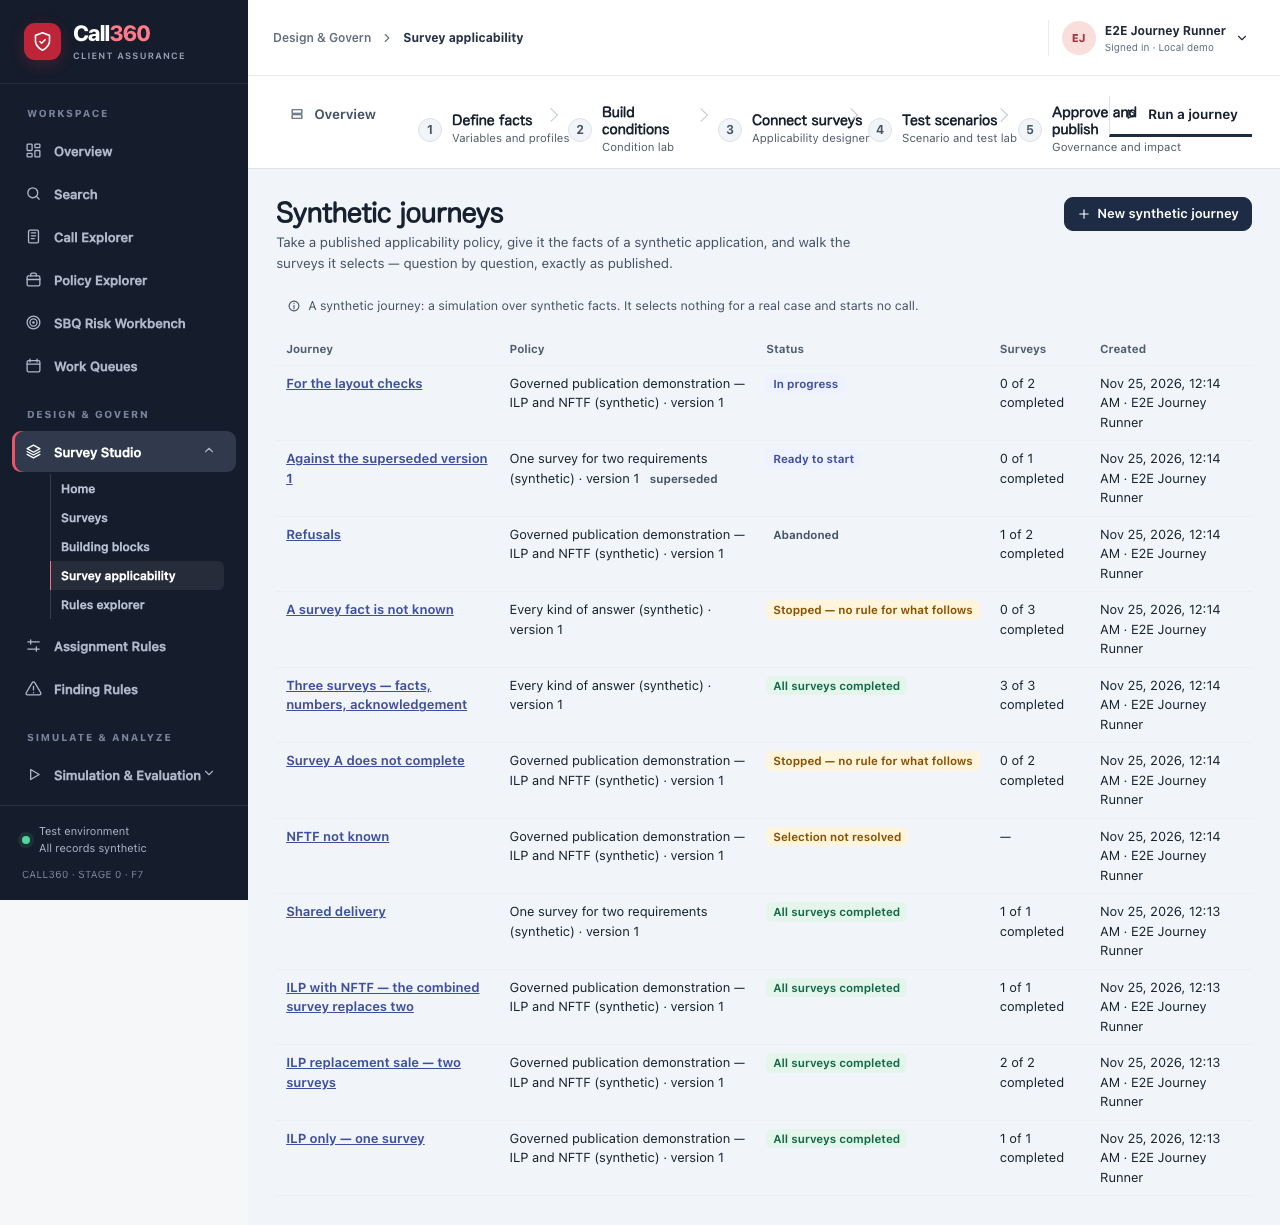 Call360
CLIENT ASSURANCE
WORKSPACE
Overview
Search
Call Explorer
Policy Explorer
SBQ Risk Workbench
Work Queues
DESIGN & GOVERN
Survey Studio
Home
Surveys
Building blocks
Survey applicability
Rules explorer
Assignment Rules
Finding Rules
SIMULATE & ANALYZE
Simulation & Evaluation
Test environment
All records synthetic
CALL360 · STAGE 0 · F7
Design & Govern > Survey applicability
EJ
E2E Journey Runner
Signed in · Local demo
Overview
1 Define facts
Variables and profiles
2 Build
conditions
Condition lab
3 Connect surveys
Applicability designer
4 Test scenarios
Scenario and test lab
5 Approve and
publish
Governance and impact
Run a journey
Synthetic journeys
+ New synthetic journey
Take a published applicability policy, give it the facts of a synthetic application, and walk the
surveys it selects — question by question, exactly as published.
A synthetic journey: a simulation over synthetic facts. It selects nothing for a real case and starts no call.
Journey Policy Status Surveys Created
For the layout checks Governed publication demonstration — In progress 0 of 2 Nov 25, 2026, 12:14
ILP and NFTF (synthetic) · version 1 completed AM · E2E Journey
Runner
Against the superseded version One survey for two requirements Ready to start 0 of 1 Nov 25, 2026, 12:14
1 (synthetic) · version 1 superseded completed AM · E2E Journey
Runner
Refusals Governed publication demonstration — Abandoned 1 of 2 Nov 25, 2026, 12:14
ILP and NFTF (synthetic) · version 1 completed AM · E2E Journey
Runner
A survey fact is not known Every kind of answer (synthetic) · Stopped — no rule for what follows 0 of 3 Nov 25, 2026, 12:14
version 1 completed AM · E2E Journey
Runner
Three surveys — facts, Every kind of answer (synthetic) · All surveys completed 3 of 3 Nov 25, 2026, 12:14
numbers, acknowledgement version 1 completed AM · E2E Journey
Runner
Survey A does not complete Governed publication demonstration — Stopped — no rule for what follows 0 of 2 Nov 25, 2026, 12:14
ILP and NFTF (synthetic) · version 1 completed AM · E2E Journey
Runner
NFTF not known Governed publication demonstration — Selection not resolved — Nov 25, 2026, 12:14
ILP and NFTF (synthetic) · version 1 AM · E2E Journey
Runner
Shared delivery One survey for two requirements All surveys completed 1 of 1 Nov 25, 2026, 12:13
(synthetic) · version 1 completed AM · E2E Journey
Runner
ILP with NFTF — the combined Governed publication demonstration — All surveys completed 1 of 1 Nov 25, 2026, 12:13
survey replaces two ILP and NFTF (synthetic) · version 1 completed AM · E2E Journey
Runner
ILP replacement sale — two Governed publication demonstration — All surveys completed 2 of 2 Nov 25, 2026, 12:13
surveys ILP and NFTF (synthetic) · version 1 completed AM · E2E Journey
Runner
ILP only — one survey Governed publication demonstration — All surveys completed 1 of 1 Nov 25, 2026, 12:13
ILP and NFTF (synthetic) · version 1 completed AM · E2E Journey
Runner